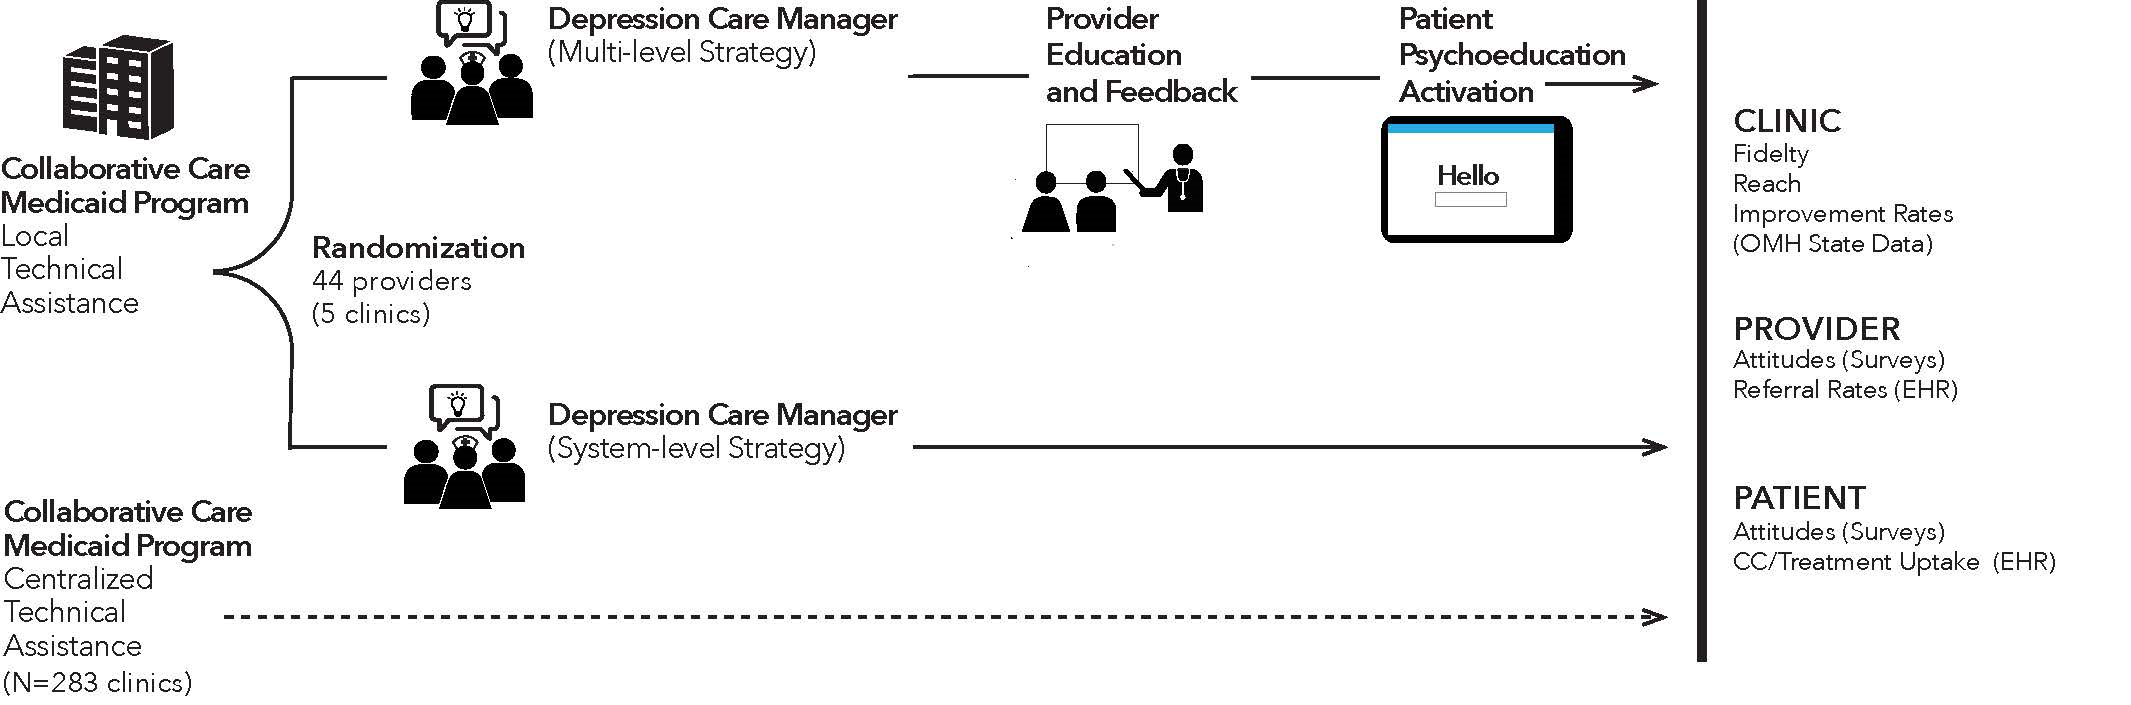 Collaborative Care
Medicaid Program
Local
Technical
Assistance
Randomization
44 providers
(5 clinics)
Depression Care Manager
(Multi-level Strategy)
Provider
Education
and Feedback
Patient
Psychoeducation
Activation
Hello
Depression Care Manager
(System-level Strategy)
Collaborative Care
Medicaid Program
Centralized
Technical
Assistance
(N=283 clinics)
CLINIC
Fidelty
Reach
Improvement Rates
(OMH State Data)
PROVIDER
Attitudes (Surveys)
Referral Rates (EHR)
PATIENT
Attitudes (Surveys)
CC/Treatment Uptake (EHR)